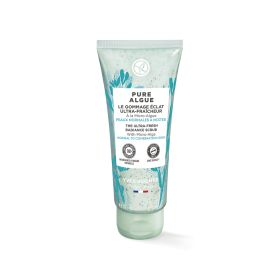 PURE
ALGUE
LE GOMMAGE ÉCLAT
ULTRA-FRAÎCHEUR
À la Micro-Algue
PEAUX NORMALES À MIXTES
THE ULTRA-FRESH
RADIANCE SCRUB
With Micro-Alga
NORMAL TO COMBINATION SKIN